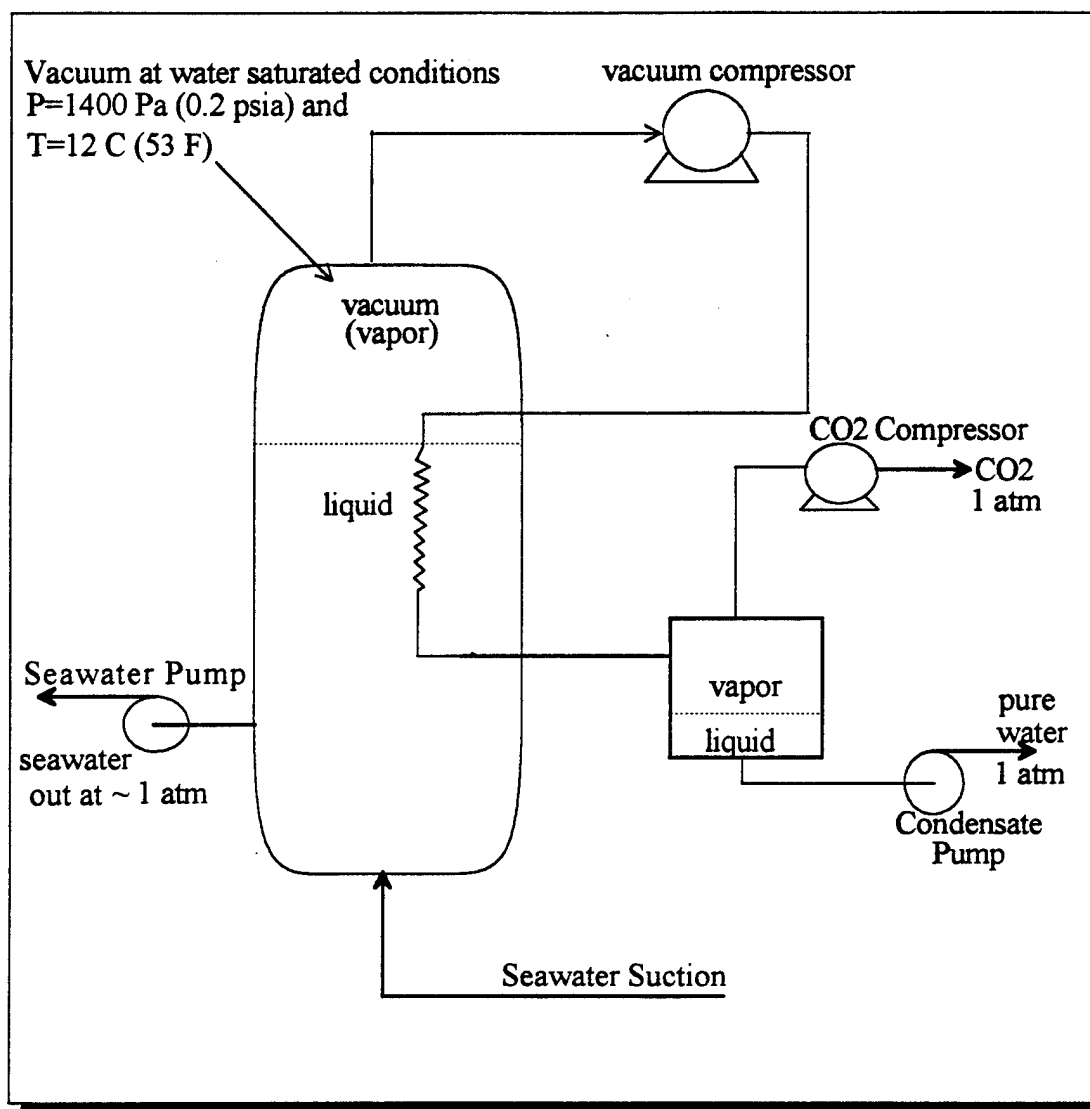 Vacuum at water saturated conditions
P=1400 Pa (0.2 psia) and
T=12 C (53 F)
vacuum compressor
vacuum
(vapor)
CO2 Compressor
CO2
1 atm
liquid
Seawater Pump
seawater
out at ~ 1 atm
vapor
liquid
pure
water
1 atm
Condensate
Pump
Seawater Suction